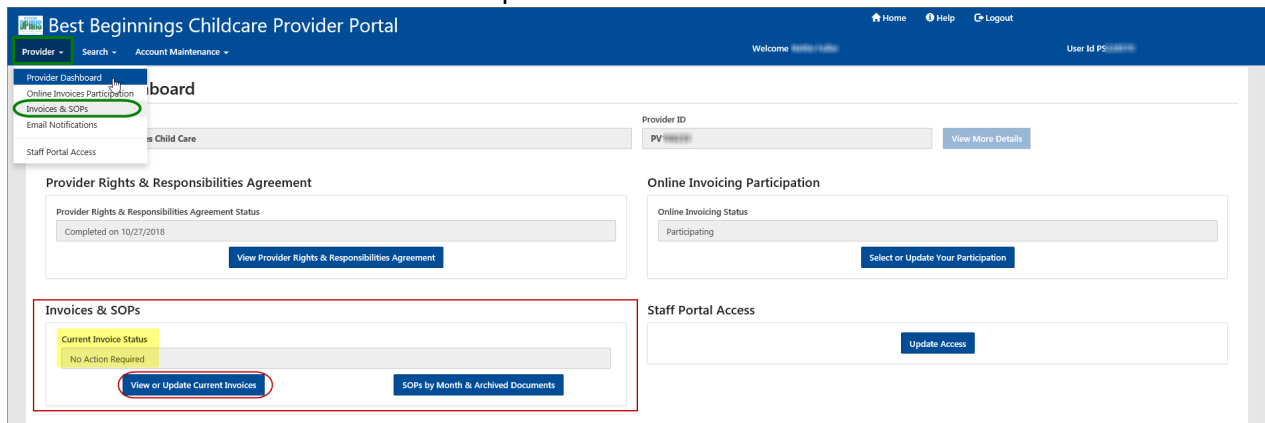 Best Beginnings Childcare Provider Portal
Home Help Logout
Provider Search Account Maintenance
Welcome
User Id PS
Provider Dashboard
Online Invoices Participation
Invoices & SOPs
Email Notifications
Staff Portal Access
board
Provider ID
s Child Care
PV
View More Details
Provider Rights & Responsibilities Agreement
Online Invoicing Participation
Provider Rights & Responsibilities Agreement Status
Online Invoicing Status
Completed on 10/27/2018
Participating
View Provider Rights & Responsibilities Agreement
Select or Update Your Participation
Invoices & SOPs
Staff Portal Access
Current Invoice Status
No Action Required
Update Access
View or Update Current Invoices
SOPs by Month & Archived Documents